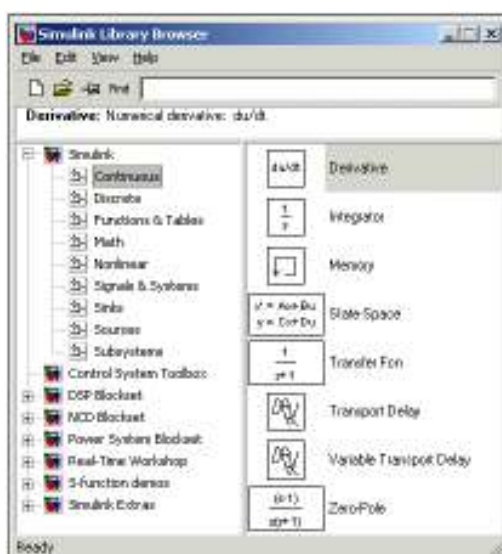 Simulink Library Browser
File Edit View Help
Find
Derivative: Numerical derivative: du/dt.
Simulink
Continuous
Discrete
Functions & Tables
Math
Nonlinear
Signals & Systems
Sinks
Sources
Subsystems
Control System Toolbox
DSP Blockset
NCD Blockset
Power System Blockset
Real-Time Workshop
S-function demos
Simulink Extras
du/dt Derivative
1
s
Integrator
Memory
x' = Ax+Bu
y = Cx+Du
State-Space
1
s+1
Transfer Fcn
Transport Delay
Variable Transport Delay
(s-1)
s(s+1)
Zero-Pole
Ready